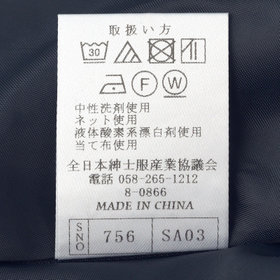 取扱い方
30
F W
中性洗剤使用
ネット使用
液体酸素系漂白剤使用
当て布使用
全日本紳士服産業協議会
電話 058-265-1212
8-0866
MADE IN CHINA
SNO 756 SA03